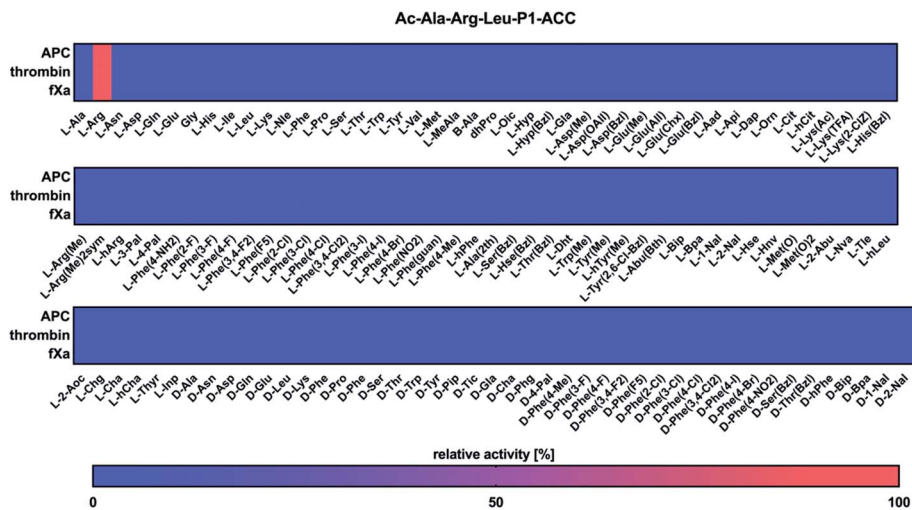 Ac-Ala-Arg-Leu-P1-ACC
APC
thrombin
fXa
L-Ala
L-Arg
L-Asn
L-Asp
L-Gln
L-Glu
Gly
L-His
L-Ile
L-Leu
L-Lys
L-Nle
L-Phe
L-Pro
L-Ser
L-Thr
L-Trp
L-Tyr
L-Val
L-Met
L-MeAla
B-Ala
dhPro
L-Oic
L-Hyp
L-Hyp(Bzl)
L-Gla
L-Asp(Me)
L-Asp(OAll)
L-Asp(Bzl)
L-Glu(Me)
L-Glu(All)
L-Glu(Chx)
L-Glu(Bzl)
L-Aad
L-Api
L-Dap
L-Orn
L-Cit
L-hCit
L-Lys(Ac)
L-Lys(TFA)
L-Lys(2-ClZ)
L-His(Bzl)
APC
thrombin
fXa
L-Arg(Me)
L-Arg(Me)2sym
L-hArg
L-3-Pal
L-4-Pal
L-Phe(4-NH2)
L-Phe(2-F)
L-Phe(3-F)
L-Phe(4-F)
L-Phe(3,4-F2)
L-Phe(F5)
L-Phe(2-Cl)
L-Phe(3-Cl)
L-Phe(4-Cl)
L-Phe(3,4-Cl2)
L-Phe(3-I)
L-Phe(4-I)
L-Phe(4-Br)
L-Phe(NO2)
L-Phe(guan)
L-Phe(4-Me)
L-hPhe
L-Ala(2th)
L-Ser(Bzl)
L-Hse(Bzl)
L-Thr(Bzl)
L-Dht
L-Trp(Me)
L-Tyr(Me)
L-hTyr(Me)
L-Tyr(2,6-Cl-Bzl)
L-Abu(Bth)
L-Bip
L-Bpa
L-1-Nal
L-2-Nal
L-Hse
L-Hnv
L-Met(O)
L-Met(O)2
L-2-Abu
L-Nva
L-Tle
L-hLeu
APC
thrombin
fXa
L-2-Aoc
L-Chg
L-Cha
L-hCha
L-Thyr
L-Inp
D-Ala
D-Asn
D-Asp
D-Gln
D-Glu
D-Leu
D-Lys
D-Phe
D-Pro
D-Phe
D-Ser
D-Thr
D-Trp
D-Tyr
D-Pip
D-Tic
D-Gla
D-Cha
D-Phg
D-4-Pal
D-Phe(4-Me)
D-Phe(3-F)
D-Phe(4-F)
D-Phe(3,4-F2)
D-Phe(F5)
D-Phe(2-Cl)
D-Phe(3-Cl)
D-Phe(4-Cl)
D-Phe(3,4-Cl2)
D-Phe(4-I)
D-Phe(4-Br)
D-Phe(4-NO2)
D-Ser(Bzl)
D-Thr(Bzl)
D-hPhe
D-Bip
D-Bpa
D-1-Nal
D-2-Nal
relative activity [%]
0
50
100